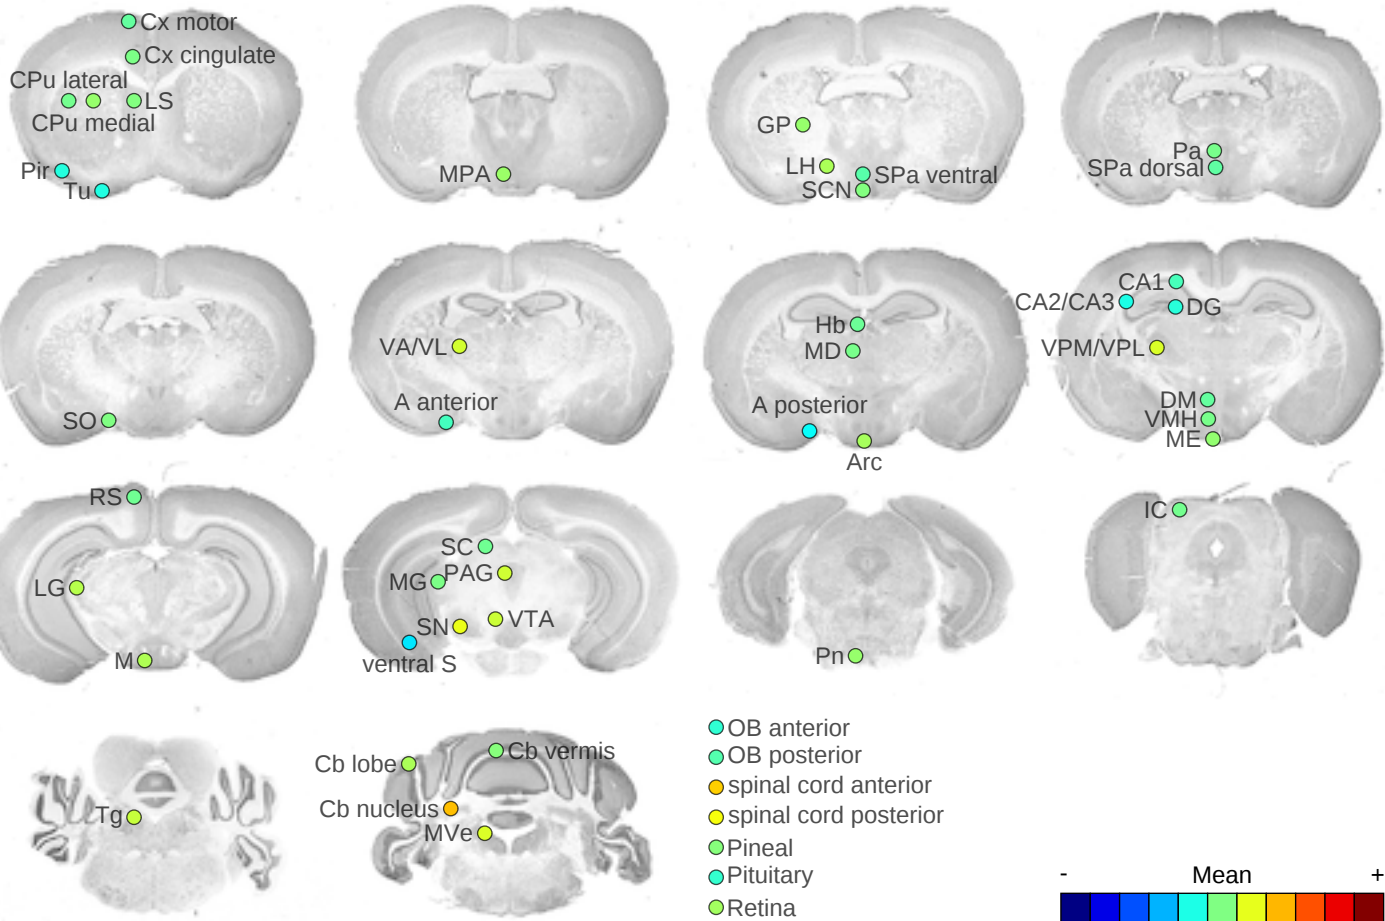 Cx motor
Cx cingulate
CPu lateral
LS
CPu medial
Pir
Tu
MPA
GP
LH
SPa ventral
SCN
Pa
SPa dorsal
SO
VA/VL
A anterior
Hb
MD
A posterior
Arc
CA1
CA2/CA3
DG
VPM/VPL
DM
VMH
ME
RS
LG
M
SC
MG
PAG
SN
VTA
ventral S
Pn
IC
Tg
Cb vermis
Cb lobe
Cb nucleus
MVe
OB anterior
OB posterior
spinal cord anterior
spinal cord posterior
Pineal
Pituitary
Retina
- Mean +